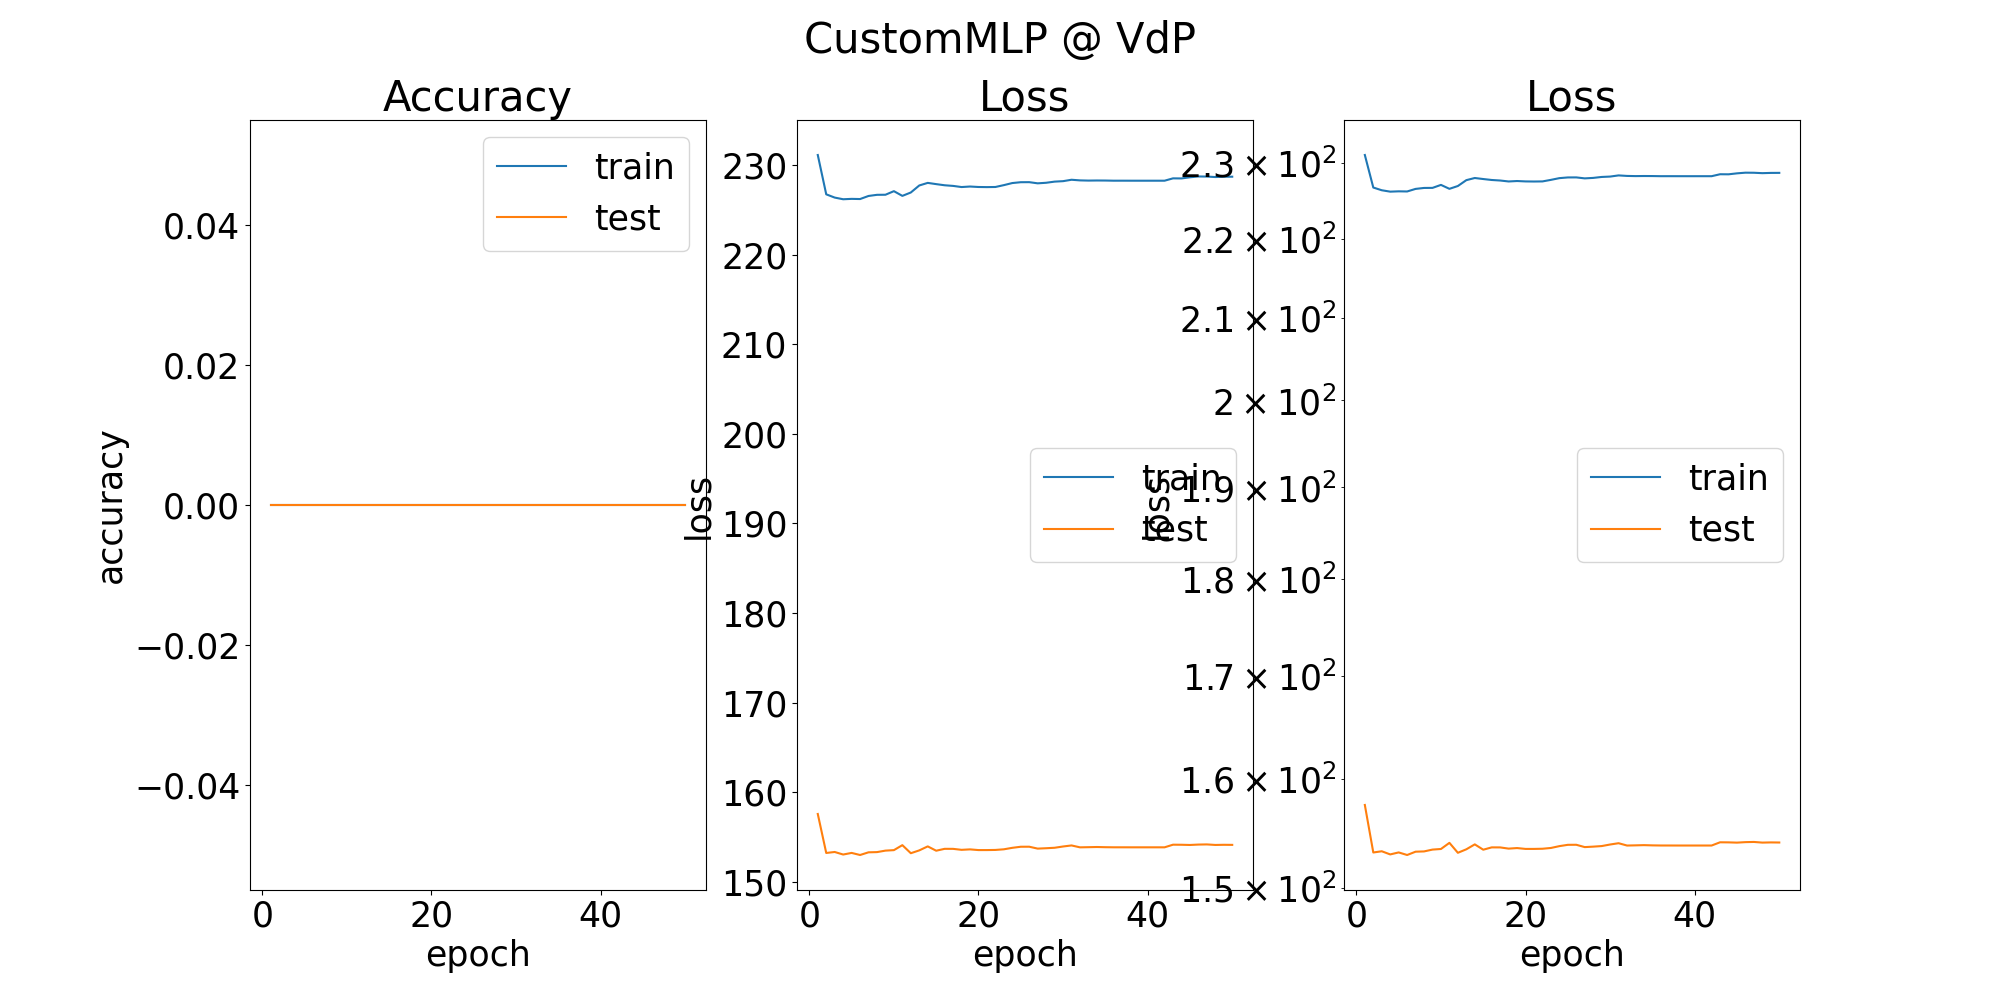 CustomMLP @ VdP
Accuracy
train
test
0.04
0.02
0.00
−0.02
−0.04
accuracy
0 20 40
epoch
Loss
train
test
230
220
210
200
190
180
170
160
150
loss
0 20 40
epoch
Loss
train
test
2.3 × 10²
2.2 × 10²
2.1 × 10²
2 × 10²
1.9 × 10²
1.8 × 10²
1.7 × 10²
1.6 × 10²
1.5 × 10²
loss
0 20 40
epoch